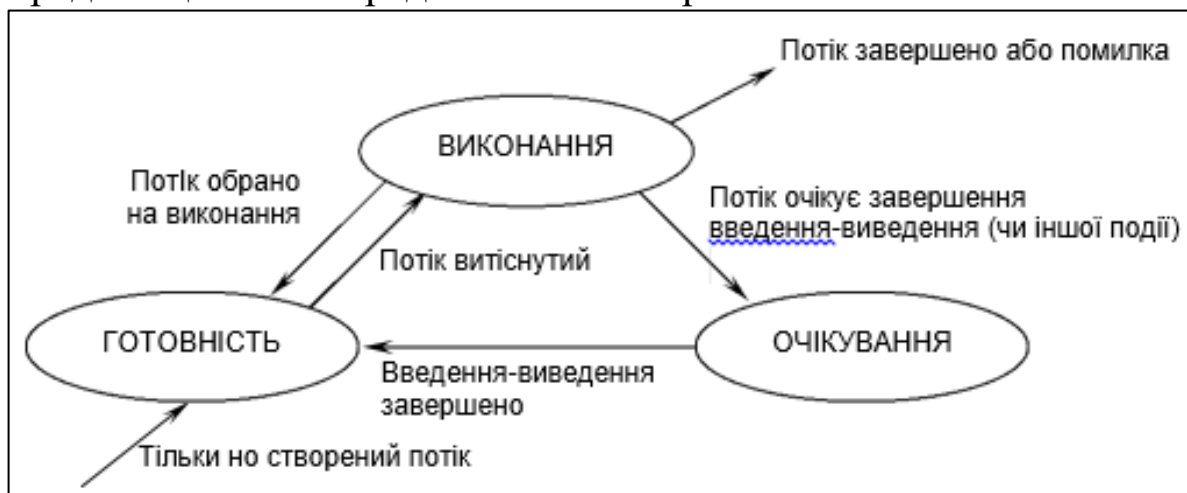 Потік завершено або помилка
ВИКОНАННЯ
ПотІк обрано
на виконання
Потік очікує завершення
введення-виведення (чи іншої події)
Потік витіснутий
ГОТОВНІСТЬ
ОЧІКУВАННЯ
Введення-виведення
завершено
Тільки но створений потік